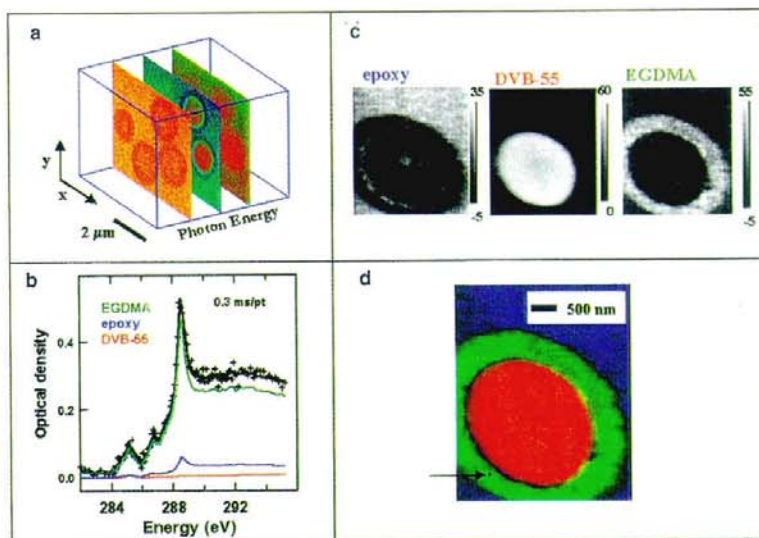 a
y
x
2 µm
Photon Energy
b
EGDMA
epoxy
DVB-55
0.3 ms/pt
Optical density
0.4
0.2
0.0
284
288
292
Energy (eV)
c
epoxy
DVB-55
EGDMA
35
-5
60
0
55
-5
d
500 nm